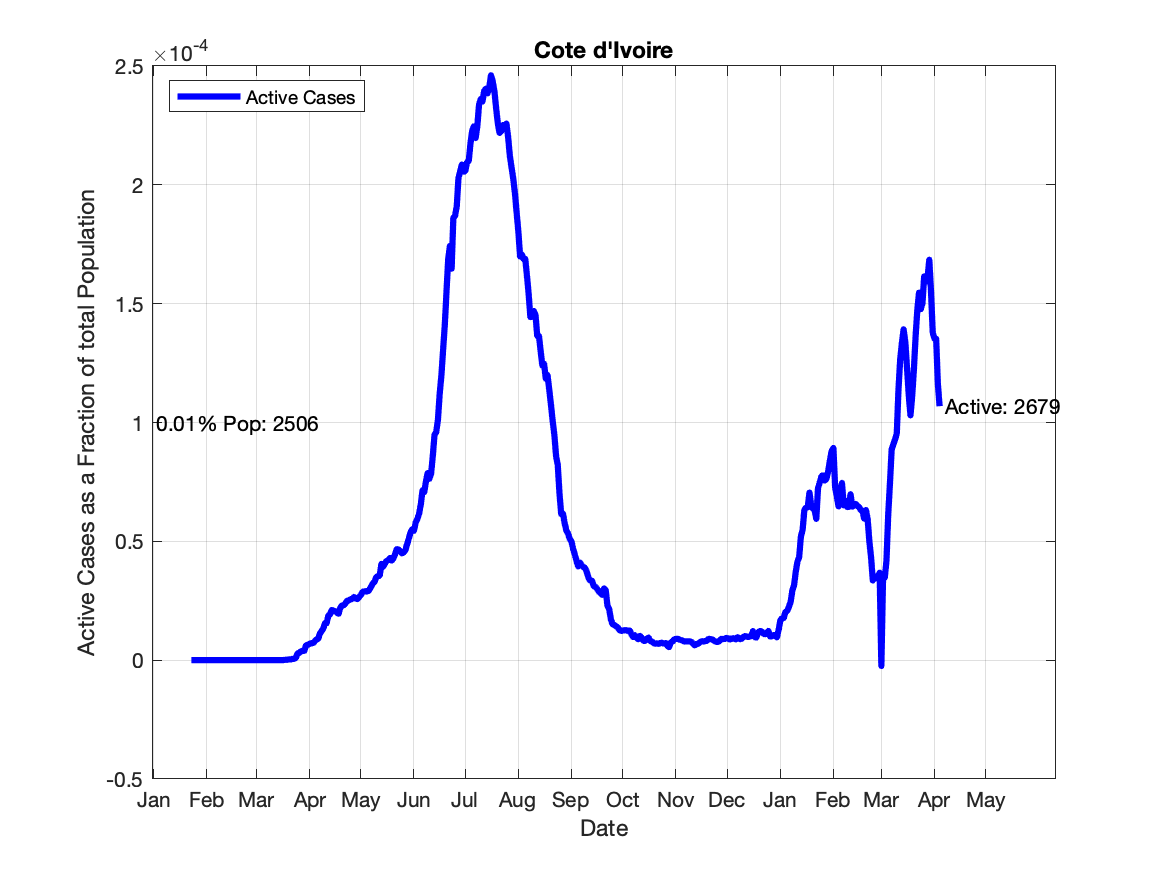 Cote d'Ivoire
×10-4
Active Cases
2.5
2
1.5
1
0.5
0
-0.5
Active Cases as a Fraction of total Population
0.01% Pop: 2506
Active: 2679
Jan Feb Mar Apr May Jun Jul Aug Sep Oct Nov Dec Jan Feb Mar Apr May
Date